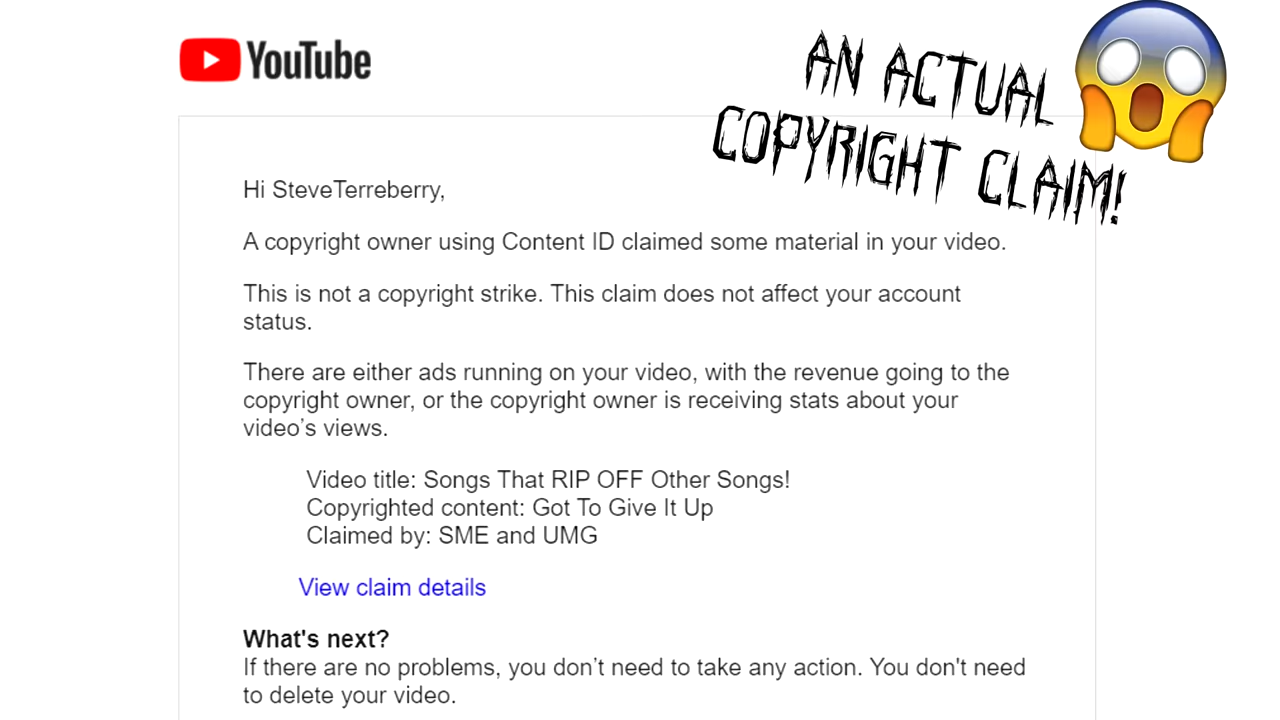 YouTube
AN ACTUAL
COPYRIGHT CLAIM!
Hi SteveTerreberry,
A copyright owner using Content ID claimed some material in your video.
This is not a copyright strike. This claim does not affect your account
status.
There are either ads running on your video, with the revenue going to the
copyright owner, or the copyright owner is receiving stats about your
video’s views.
Video title: Songs That RIP OFF Other Songs!
Copyrighted content: Got To Give It Up
Claimed by: SME and UMG
View claim details
What's next?
If there are no problems, you don’t need to take any action. You don't need
to delete your video.